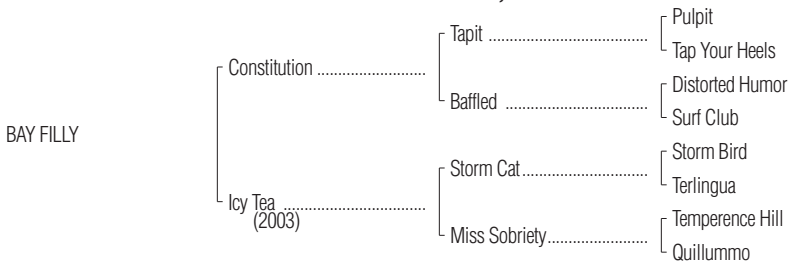 Pulpit
Tapit ................................................
Tap Your Heels
Constitution ..........................
Distorted Humor
Baffled ..........................................
Surf Club
BAY FILLY
Storm Bird
Storm Cat...............................
Terlingua
Icy Tea ..................................
(2003)
Temperence Hill
Miss Sobriety.........................
Quillummo